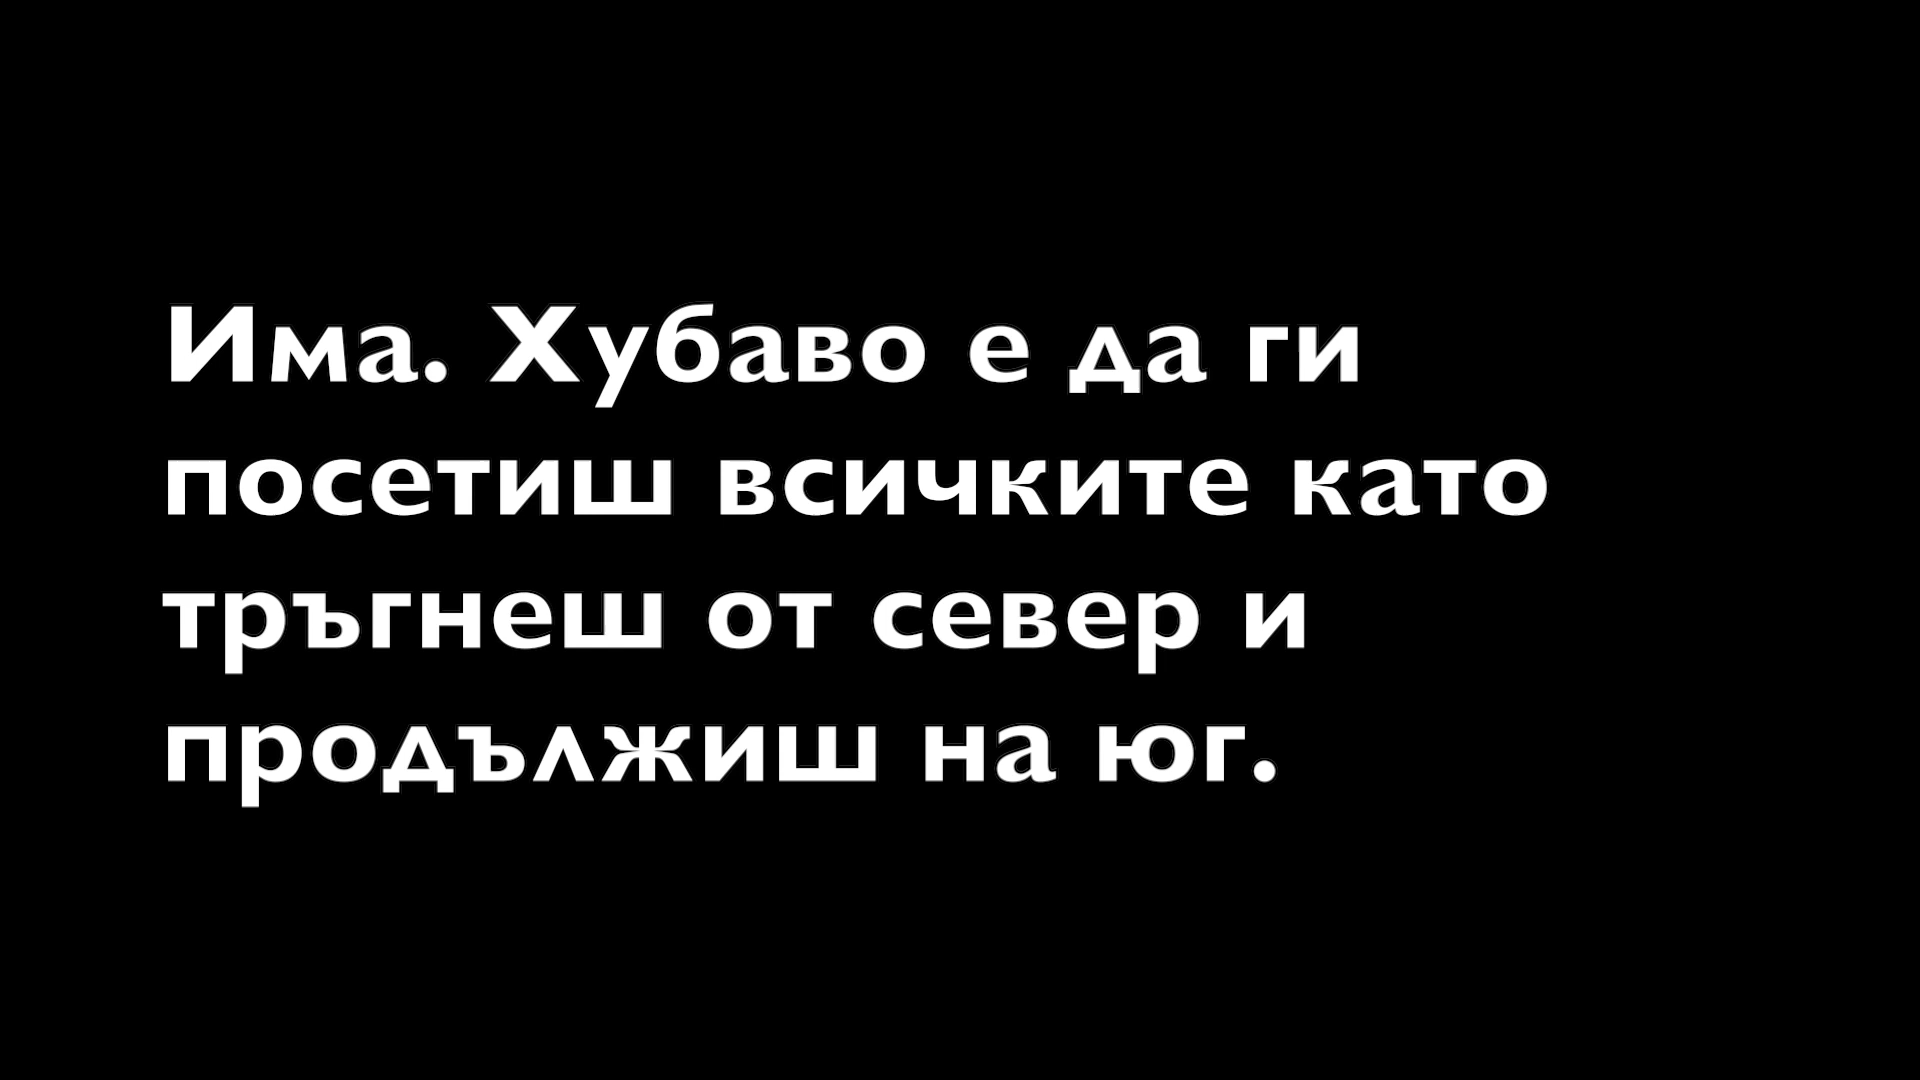 Има. Хубаво е да ги
посетиш всичките като
тръгнеш от север и
продължиш на юг.